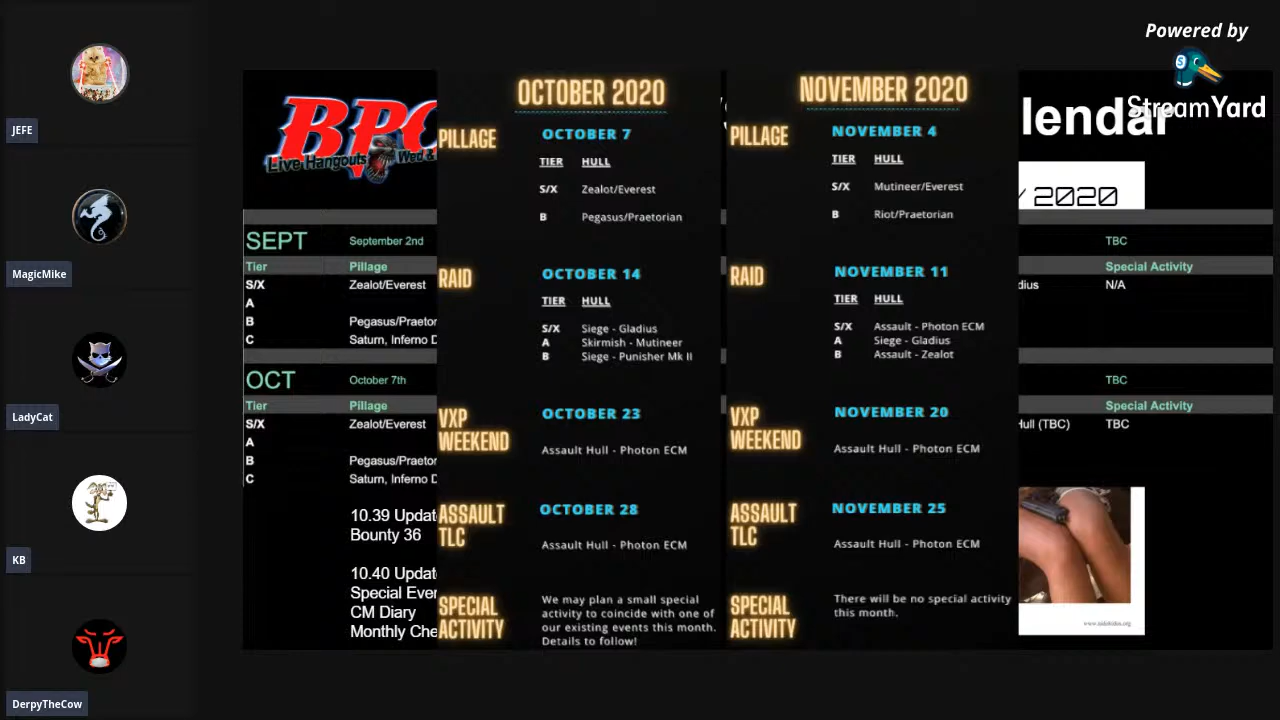 JEFE
MagicMike
LadyCat
KB
DerpyTheCow
Powered by
StreamYard
BPC
Live Hangouts Wed &
lendar
2020
SEPT
September 2nd
Tier
Pillage
S/X
Zealot/Everest
A
B
Pegasus/Praetor
C
Saturn, Inferno D
OCT
October 7th
Tier
Pillage
S/X
Zealot/Everest
A
B
Pegasus/Praetor
C
Saturn, Inferno D
10.39 Updat
Bounty 36
10.40 Updat
Special Ever
CM Diary
Monthly Che
OCTOBER 2020
PILLAGE
OCTOBER 7
TIER HULL
S/X Zealot/Everest
B Pegasus/Praetorian
RAID
OCTOBER 14
TIER HULL
S/X Siege - Gladius
A Skirmish - Mutineer
B Siege - Punisher Mk II
VXP
WEEKEND
OCTOBER 23
Assault Hull - Photon ECM
ASSAULT
TLC
OCTOBER 28
Assault Hull - Photon ECM
SPECIAL
ACTIVITY
We may plan a small special
activity to coincide with one of
our existing events this month.
Details to follow!
NOVEMBER 2020
PILLAGE
NOVEMBER 4
TIER HULL
S/X Mutineer/Everest
B Riot/Praetorian
RAID
NOVEMBER 11
TIER HULL
S/X Assault - Photon ECM
A Siege - Gladius
B Assault - Zealot
VXP
WEEKEND
NOVEMBER 20
Assault Hull - Photon ECM
ASSAULT
TLC
NOVEMBER 25
Assault Hull - Photon ECM
SPECIAL
ACTIVITY
There will be no special activity
this month.
TBC
Special Activity
dius
N/A
TBC
Special Activity
Hull (TBC)
TBC